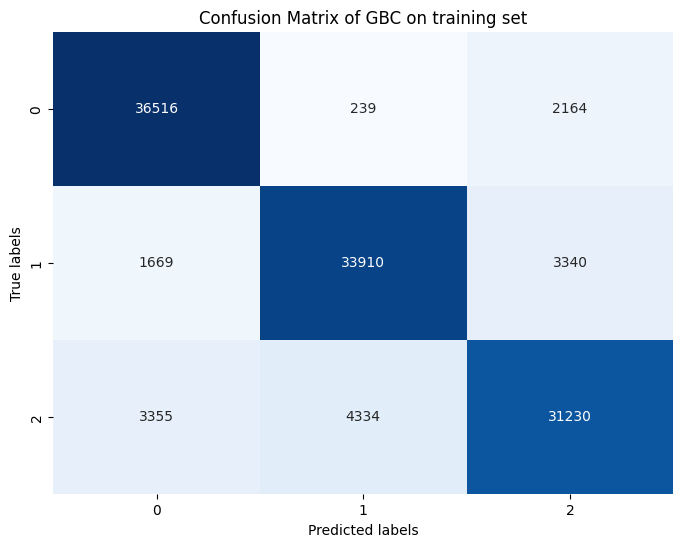 Confusion Matrix of GBC on training set
True labels
0
36516 239 2164
1
1669 33910 3340
2
3355 4334 31230
0 1 2
Predicted labels